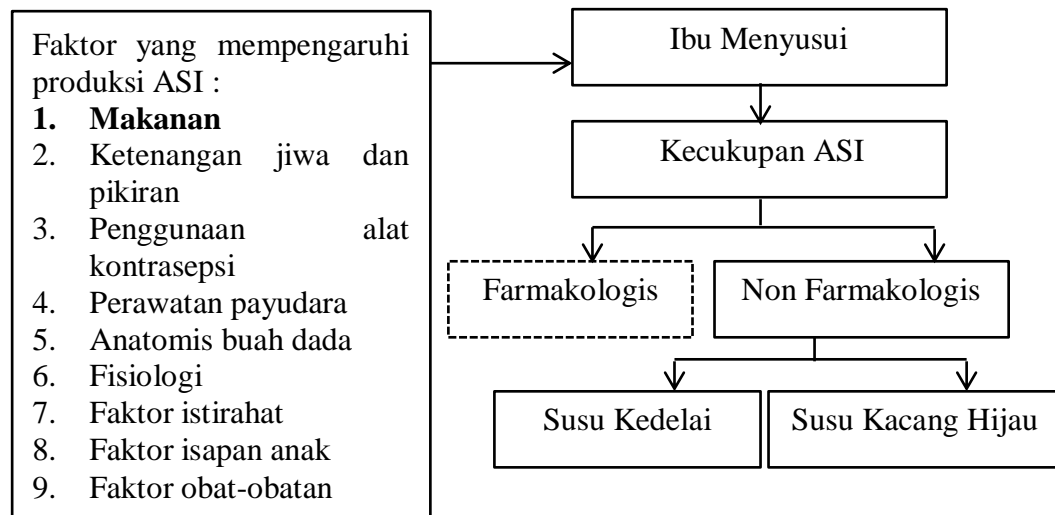 Faktor yang mempengaruhi
produksi ASI :
1. Makanan
2. Ketenangan jiwa dan
pikiran
3. Penggunaan alat
kontrasepsi
4. Perawatan payudara
5. Anatomis buah dada
6. Fisiologi
7. Faktor istirahat
8. Faktor isapan anak
9. Faktor obat-obatan
Ibu Menyusui
Kecukupan ASI
Farmakologis
Non Farmakologis
Susu Kedelai
Susu Kacang Hijau